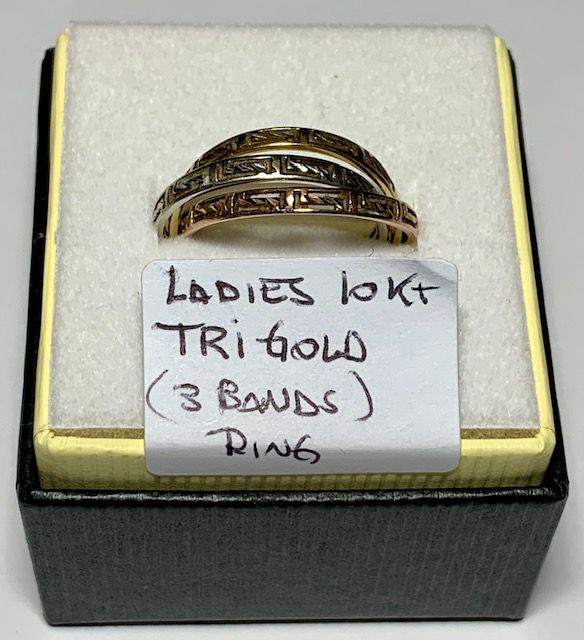 LADIES 10Kt
TRi GOLD
(3 BANDS)
RING